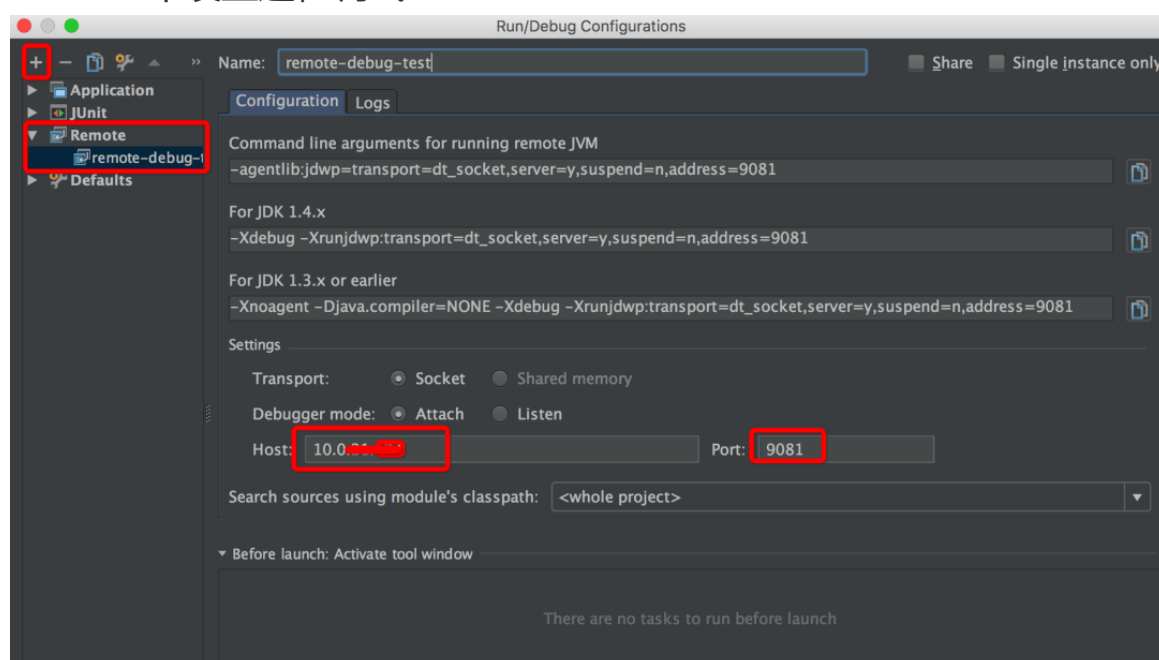 Run/Debug Configurations
Name: remote-debug-test
Share Single instance only
Application
JUnit
Remote
remote-debug-t
Defaults
Configuration Logs
Command line arguments for running remote JVM
-agentlib:jdwp=transport=dt_socket,server=y,suspend=n,address=9081
For JDK 1.4.x
-Xdebug -Xrunjdwp:transport=dt_socket,server=y,suspend=n,address=9081
For JDK 1.3.x or earlier
-Xnoagent -Djava.compiler=NONE -Xdebug -Xrunjdwp:transport=dt_socket,server=y,suspend=n,address=9081
Settings
Transport: Socket Shared memory
Debugger mode: Attach Listen
Host: 10.0. Port: 9081
Search sources using module's classpath: <whole project>
Before launch: Activate tool window
There are no tasks to run before launch